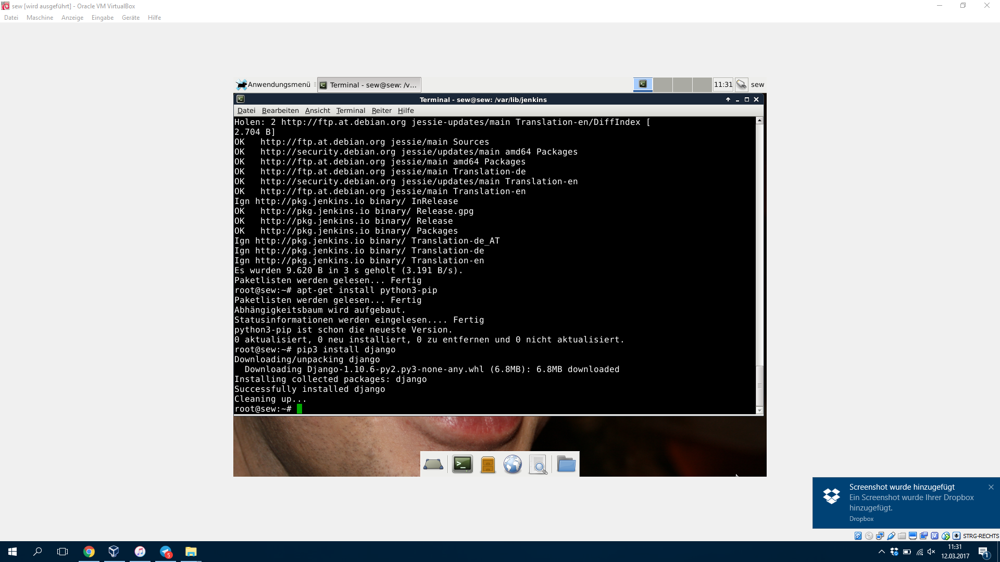 sew [wird ausgeführt] - Oracle VM VirtualBox
Datei Maschine Anzeige Eingabe Geräte Hilfe
Anwendungsmenü Terminal - sew@sew: /v... 11:31 sew
Terminal - sew@sew: /var/lib/jenkins
Datei Bearbeiten Ansicht Terminal Reiter Hilfe
Holen: 2 http://ftp.at.debian.org jessie-updates/main Translation-en/DiffIndex [
2.704 B]
OK   http://ftp.at.debian.org jessie/main Sources
OK   http://security.debian.org jessie/updates/main amd64 Packages
OK   http://ftp.at.debian.org jessie/main amd64 Packages
OK   http://ftp.at.debian.org jessie/main Translation-de
OK   http://security.debian.org jessie/updates/main Translation-en
OK   http://ftp.at.debian.org jessie/main Translation-en
Ign http://pkg.jenkins.io binary/ InRelease
OK   http://pkg.jenkins.io binary/ Release.gpg
OK   http://pkg.jenkins.io binary/ Release
OK   http://pkg.jenkins.io binary/ Packages
Ign http://pkg.jenkins.io binary/ Translation-de_AT
Ign http://pkg.jenkins.io binary/ Translation-de
Ign http://pkg.jenkins.io binary/ Translation-en
Es wurden 9.620 B in 3 s geholt (3.191 B/s).
Paketlisten werden gelesen... Fertig
root@sew:~# apt-get install python3-pip
Paketlisten werden gelesen... Fertig
Abhängigkeitsbaum wird aufgebaut.
Statusinformationen werden eingelesen.... Fertig
python3-pip ist schon die neueste Version.
0 aktualisiert, 0 neu installiert, 0 zu entfernen und 0 nicht aktualisiert.
root@sew:~# pip3 install django
Downloading/unpacking django
  Downloading Django-1.10.6-py2.py3-none-any.whl (6.8MB): 6.8MB downloaded
Installing collected packages: django
Successfully installed django
Cleaning up...
root@sew:~#
Screenshot wurde hinzugefügt
Ein Screenshot wurde Ihrer Dropbox
hinzugefügt.
Dropbox
STRG-RECHTS
5
11:31
12.03.2017
1